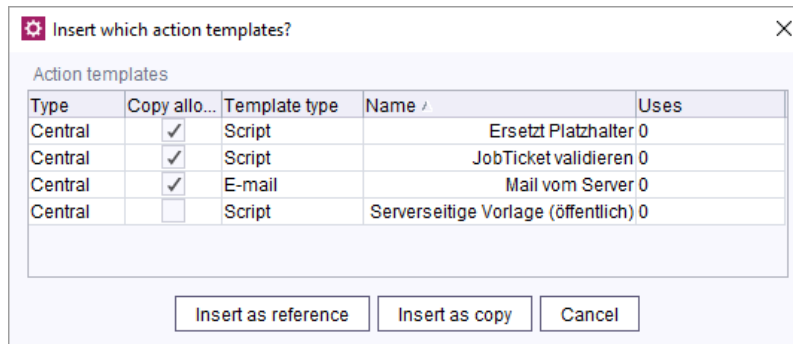 Insert which action templates?
Action templates
Type Copy allo... Template type Name Uses
Central Script Ersetzt Platzhalter 0
Central Script JobTicket validieren 0
Central E-mail Mail vom Server 0
Central Script Serverseitige Vorlage (öffentlich) 0
Insert as reference Insert as copy Cancel